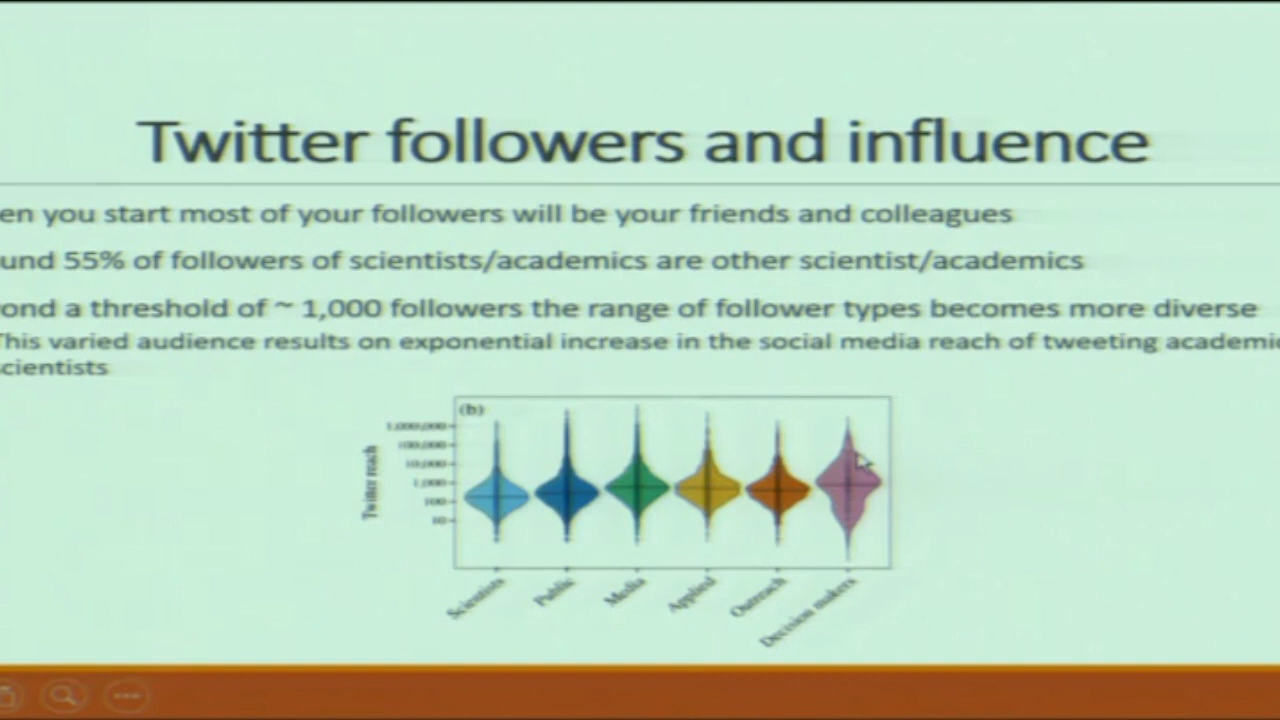 Twitter followers and influence
en you start most of your followers will be your friends and colleagues
und 55% of followers of scientists/academics are other scientist/academics
ond a threshold of ~ 1,000 followers the range of follower types becomes more diverse
This varied audience results on exponential increase in the social media reach of tweeting academic
cientists
(b)
1,000,000
100,000
10,000
1,000
100
10
Twitter reach
Scientists
Public
Media
Applied
Outreach
Decision makers